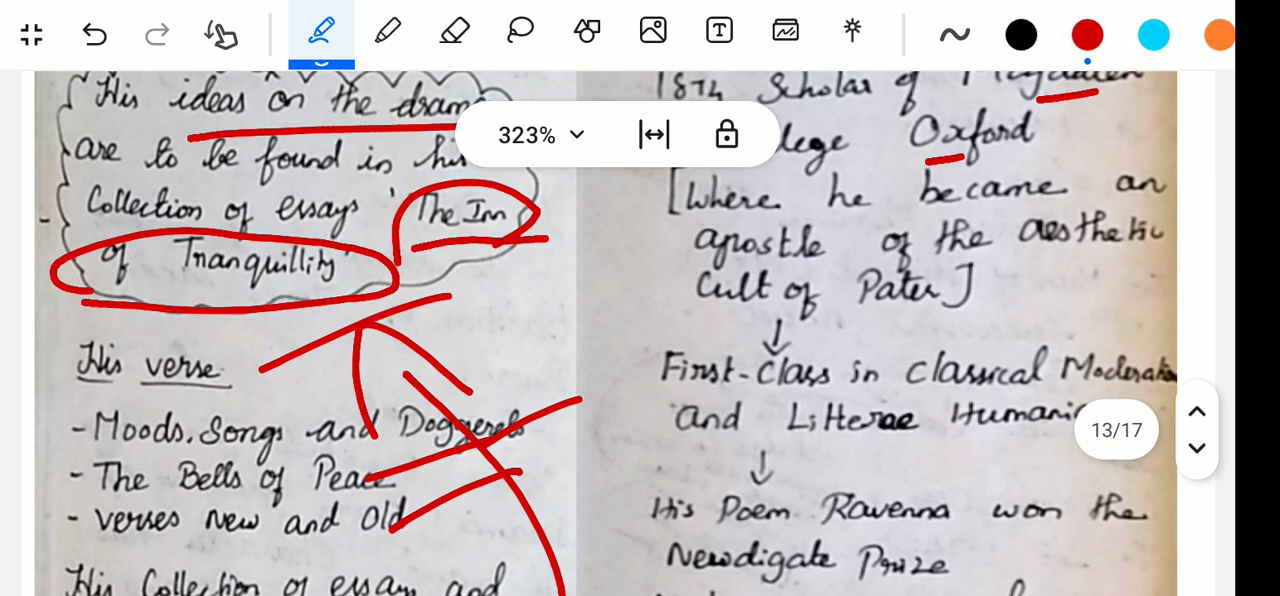 T
323%
His ideas on the drama
are to be found in his
Collection of essays 'The Inn
of Tranquillity'
His verse
- Moods, Songs and Doggerels
- The Bells of Peace
- Verses New and Old
His Collection of essays and
1874 Scholar of
Oxford
[Where he became an
apostle of the aesthetic
Cult of Pater]
First-Class in Classical
and Litterae
His Poem Ravenna won the
Newdigate Prize
13/17